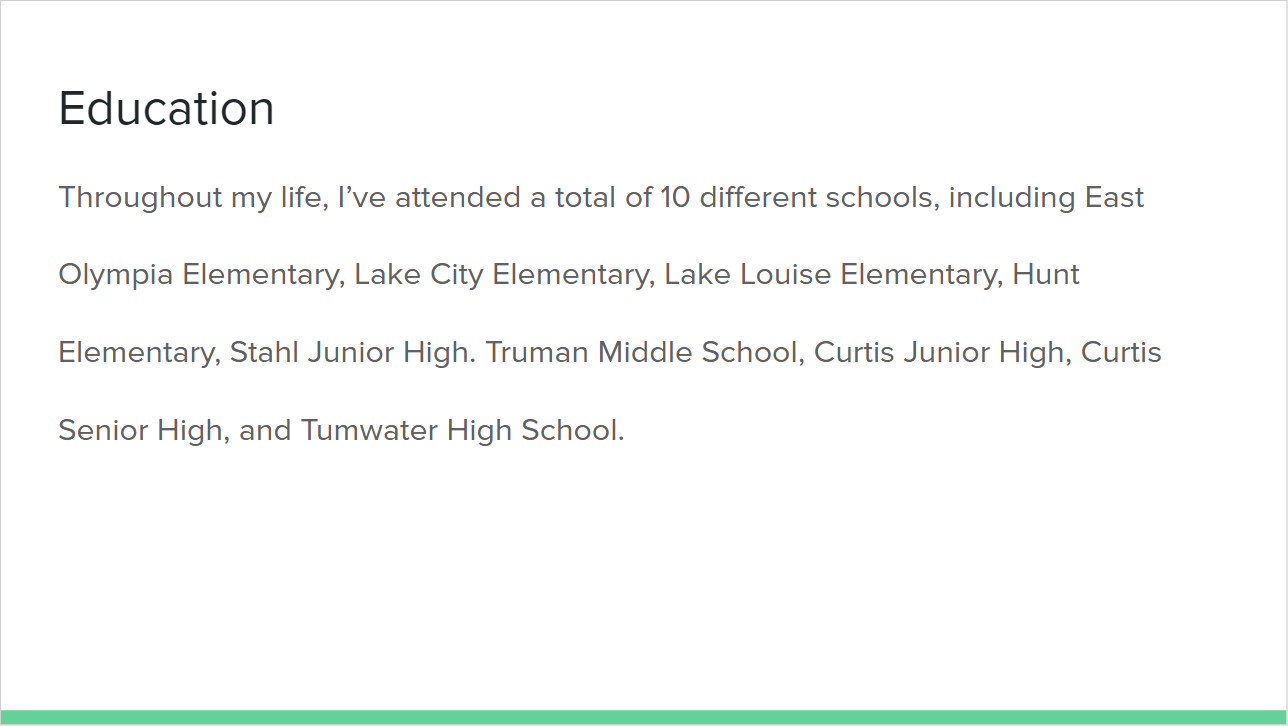 Education
Throughout my life, I’ve attended a total of 10 different schools, including East
Olympia Elementary, Lake City Elementary, Lake Louise Elementary, Hunt
Elementary, Stahl Junior High. Truman Middle School, Curtis Junior High, Curtis
Senior High, and Tumwater High School.